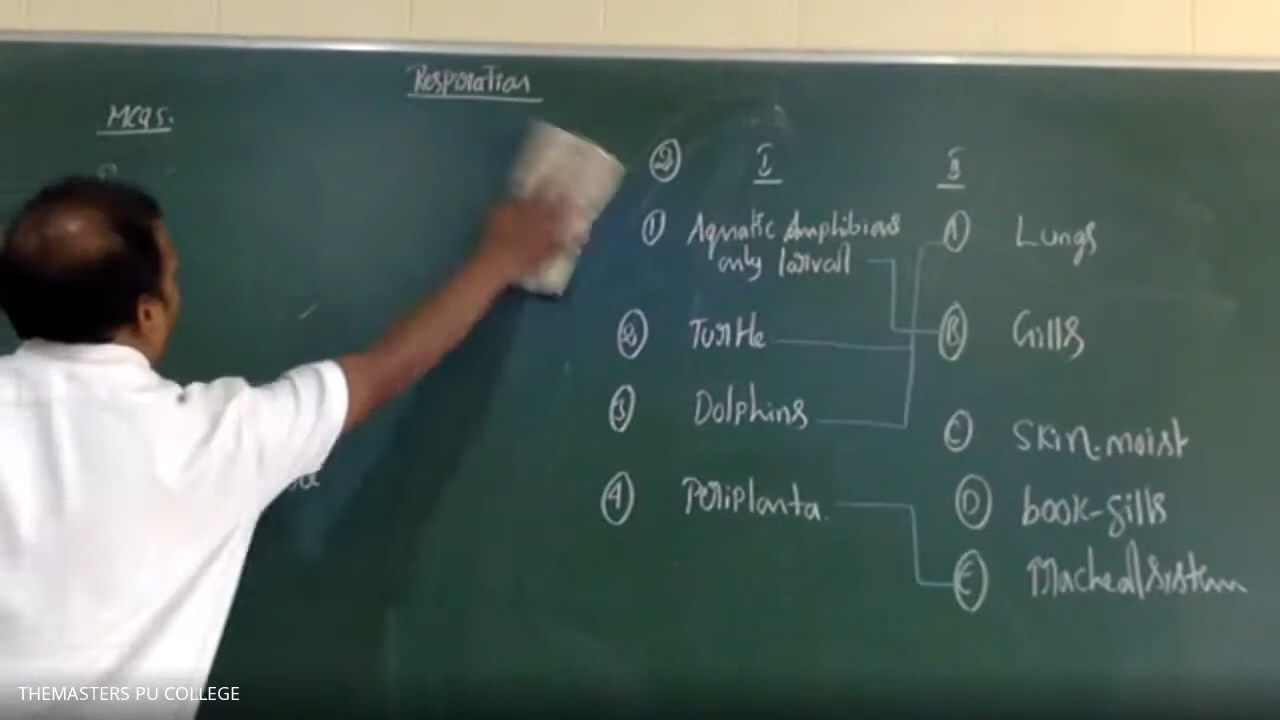 Respiration
MCQs.
② I II
① Aquatic Amphibians A Lungs
only larval
② Turtle B Gills
③ Dolphins C Skin-moist
④ Periplanta. D book-gills
E Tracheal system
THEMASTERS PU COLLEGE